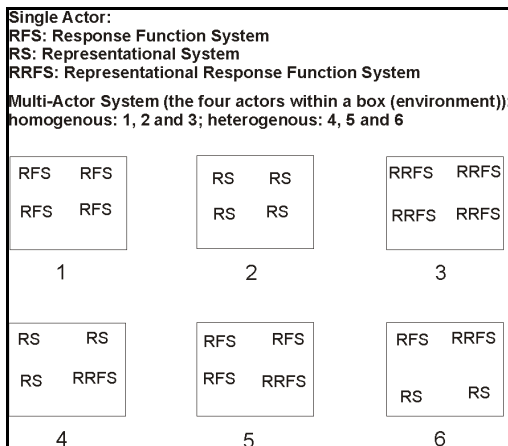 Single Actor:
RFS: Response Function System
RS: Representational System
RRFS: Representational Response Function System
Multi-Actor System (the four actors within a box (environment)):
homogenous: 1, 2 and 3; heterogenous: 4, 5 and 6
RFS RFS
RFS RFS
1
RS RS
RS RS
2
RRFS RRFS
RRFS RRFS
3
RS RS
RS RRFS
4
RFS RFS
RFS RRFS
5
RFS RRFS
RS RS
6